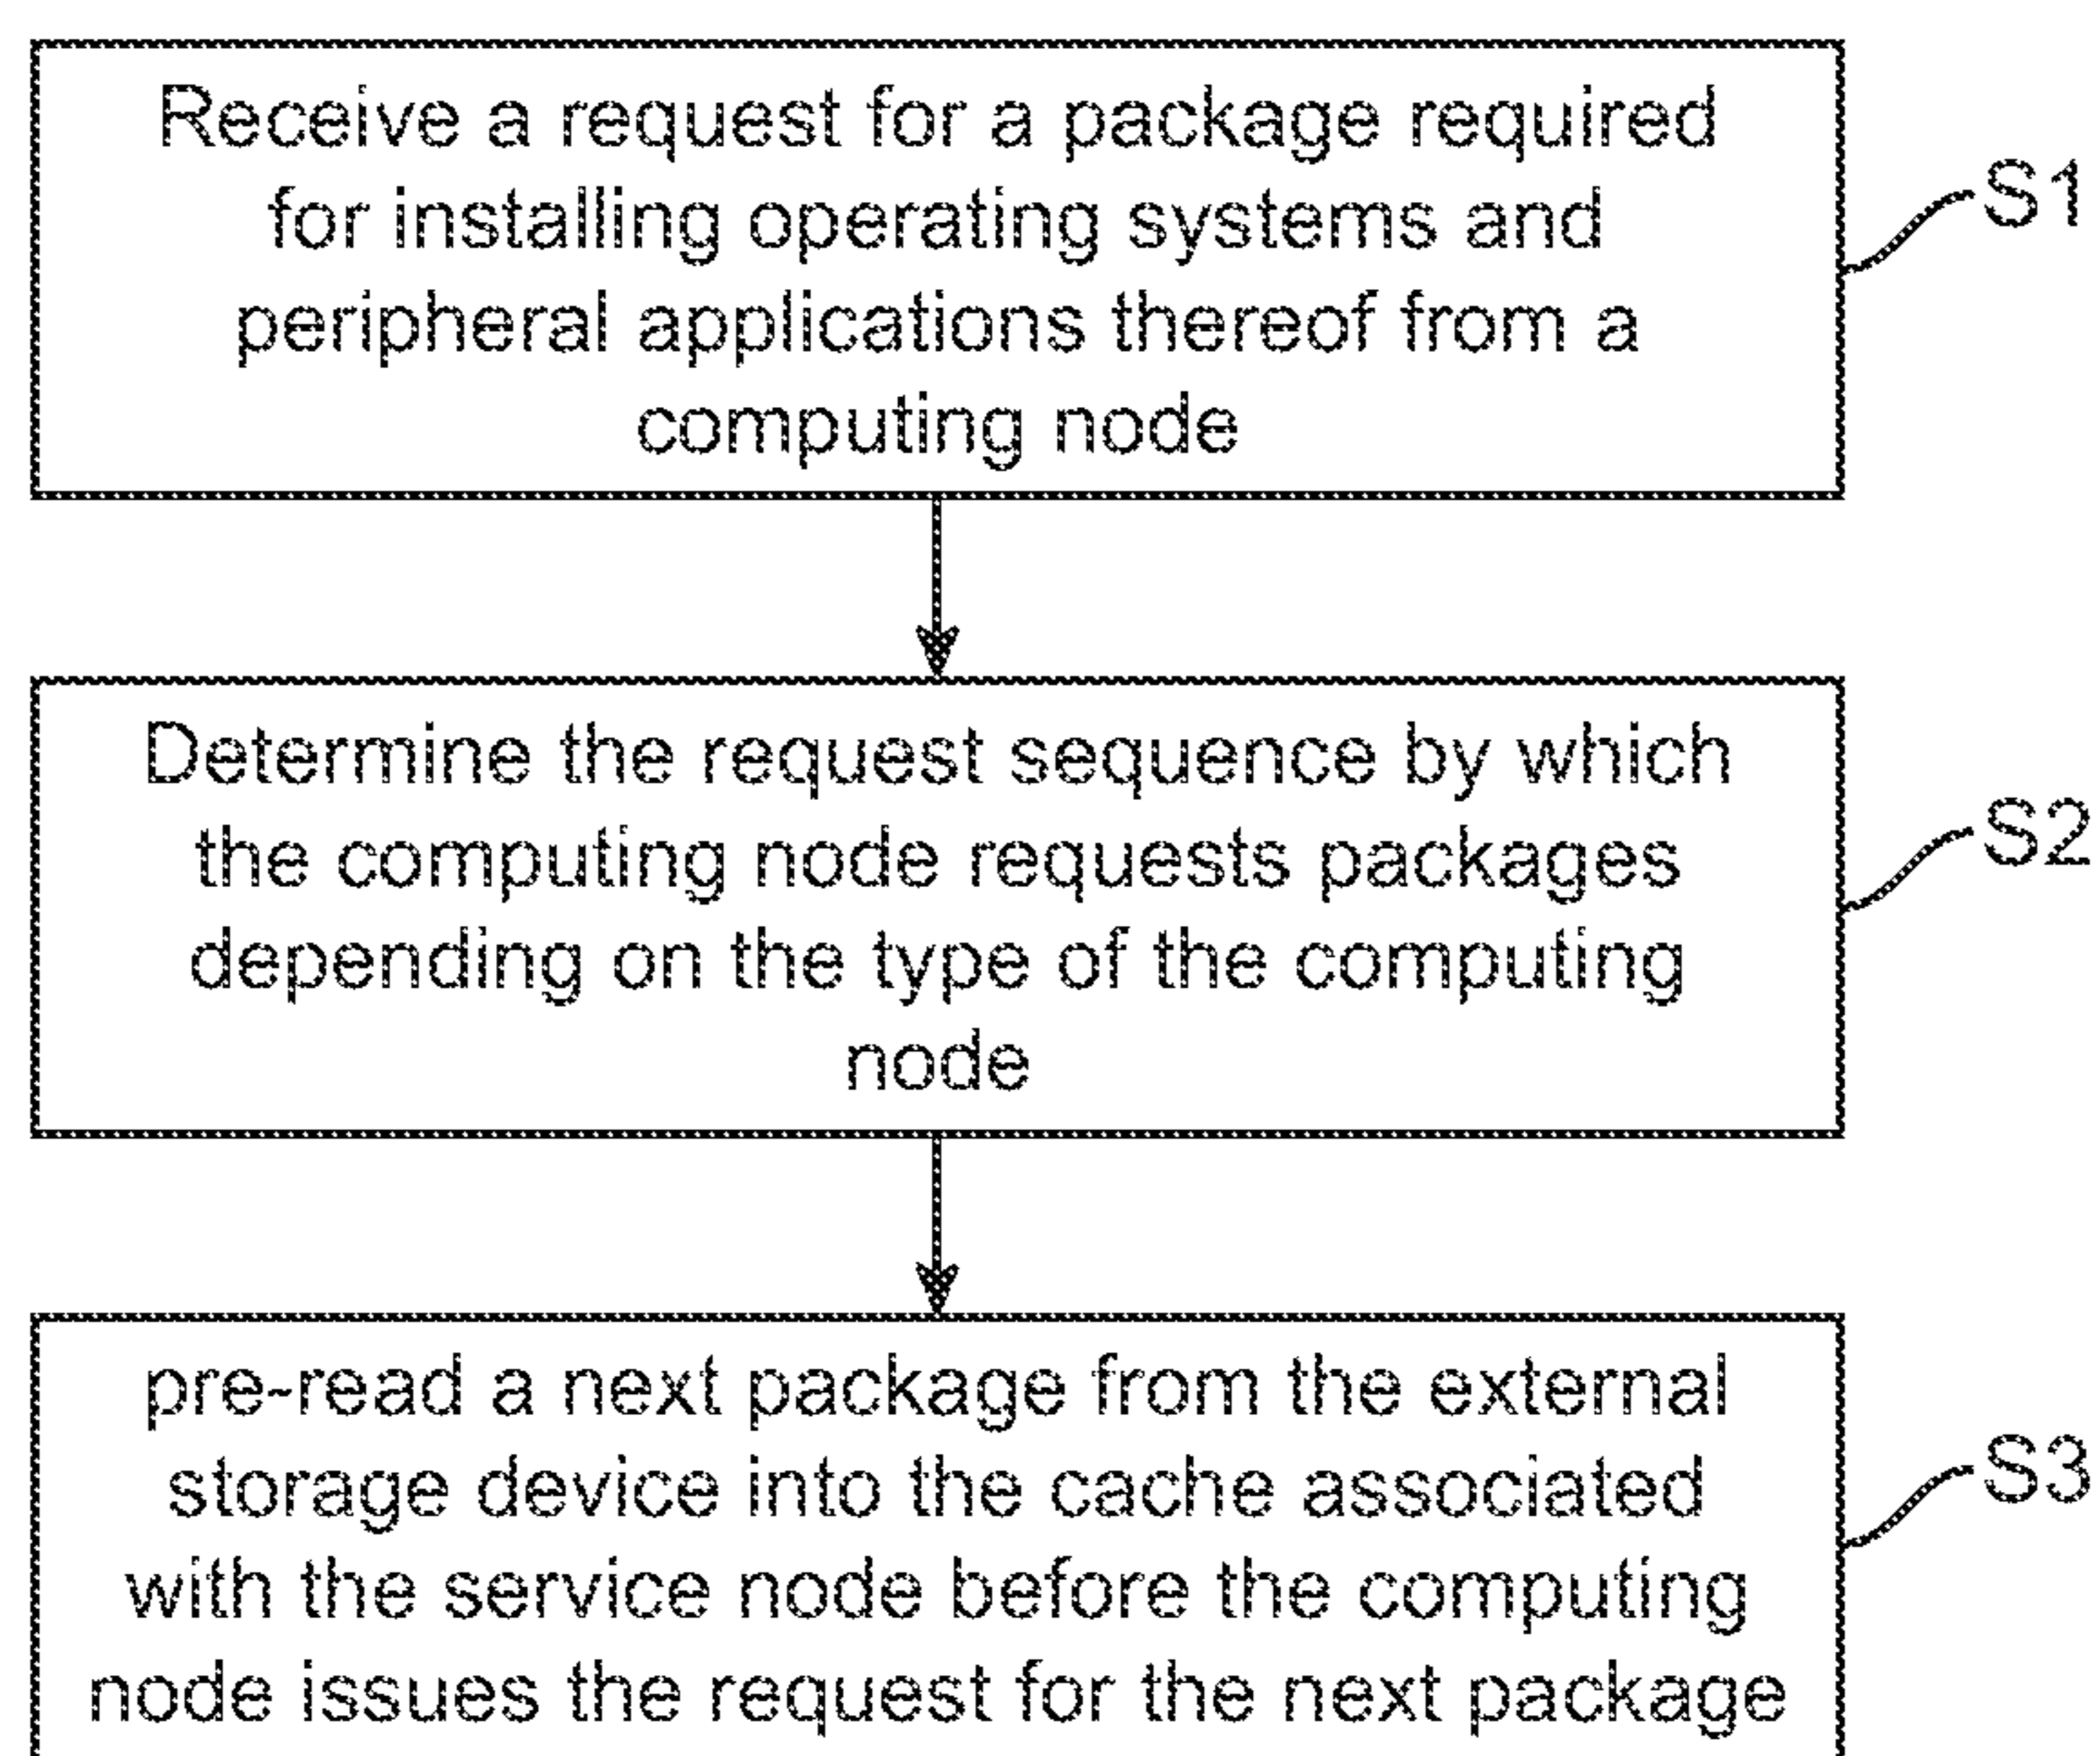 Receive a request for a package required
for installing operating systems and
peripheral applications thereof from a
computing node
S1
Determine the request sequence by which
the computing node requests packages
depending on the type of the computing
node
S2
pre-read a next package from the external
storage device into the cache associated
with the service node before the computing
node issues the request for the next package
S3